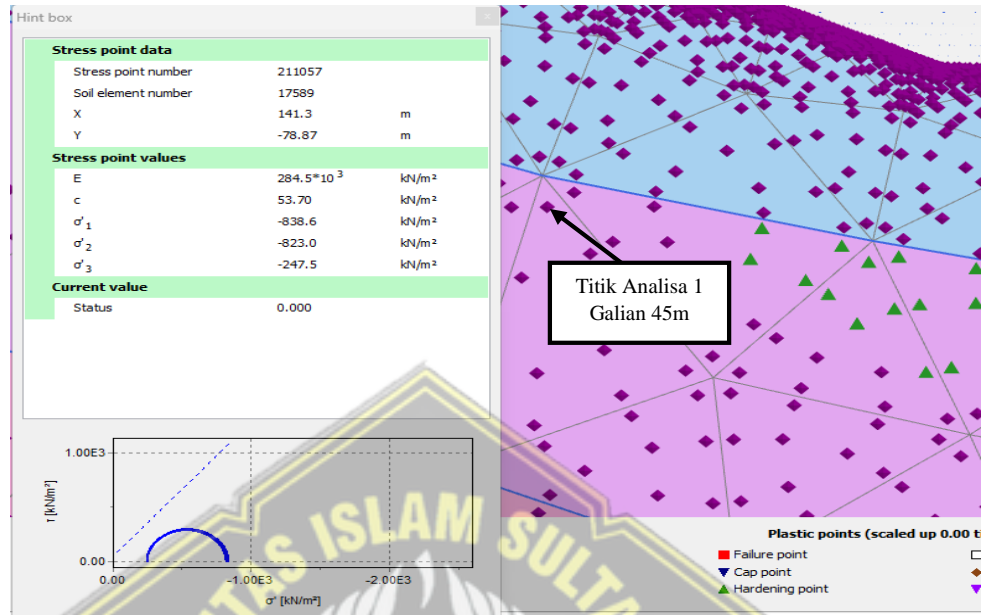 Hint box
Stress point data
Stress point number 211057
Soil element number 17589
X 141.3 m
Y -78.87 m
Stress point values
E 284.5*10 ³ kN/m²
c 53.70 kN/m²
σ'₁ -838.6 kN/m²
σ'₂ -823.0 kN/m²
σ'₃ -247.5 kN/m²
Current value
Status 0.000
Titik Analisa 1
Galian 45m
1.00E3
τ [kN/m²]
0.00
0.00 -1.00E3 -2.00E3
σ' [kN/m²]
ISLAM SUL
Plastic points (scaled up 0.00 ti
Failure point
Cap point
Hardening point